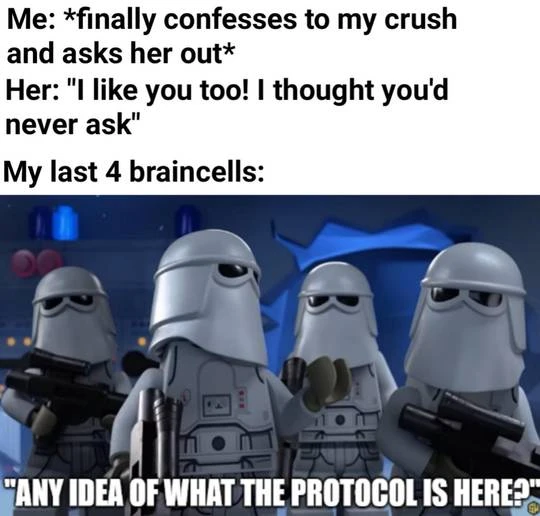 Me: *finally confesses to my crush
and asks her out*
Her: "I like you too! I thought you'd
never ask"
My last 4 braincells:
"ANY IDEA OF WHAT THE PROTOCOL IS HERE?"